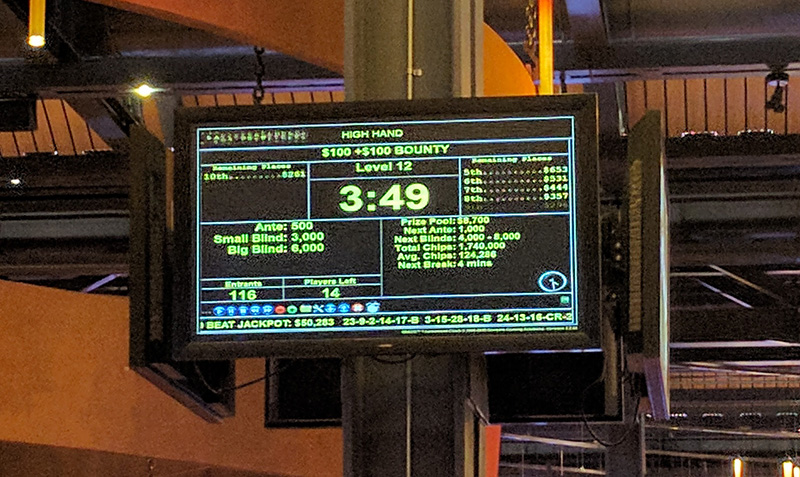 HIGH HAND
$100 +$100 BOUNTY
Remaining Places
10th.........$261
Level 12
3:49
Remaining Places
5th.........$653
6th.........$531
7th.........$444
8th.........$357
Ante: 500
Small Blind: 3,000
Big Blind: 6,000
Prize Pool: $8,700
Next Ante: 1,000
Next Blinds: 4,000 - 8,000
Total Chips: 1,740,000
Avg. Chips: 124,286
Next Break: 4 mins
Entrants
116
Players Left
14
BEAT JACKPOT: $50,283 23-9-2-14-17-B 3-15-28-18-B 24-13-16-CR-2